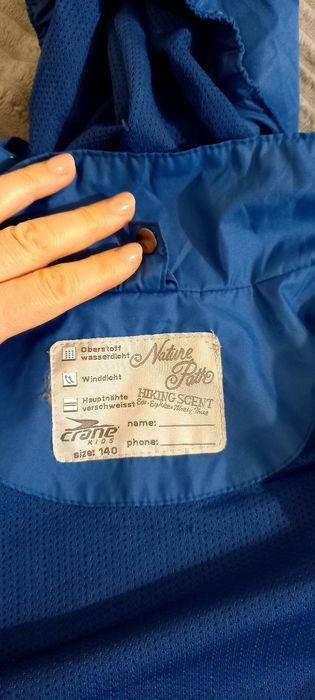 Oberstoff
wasserdicht
Winddicht
Hauptnähte
verschweisst
Nature
Path
HIKING SCENT
crane
KIDS
size: 140
name:
phone: